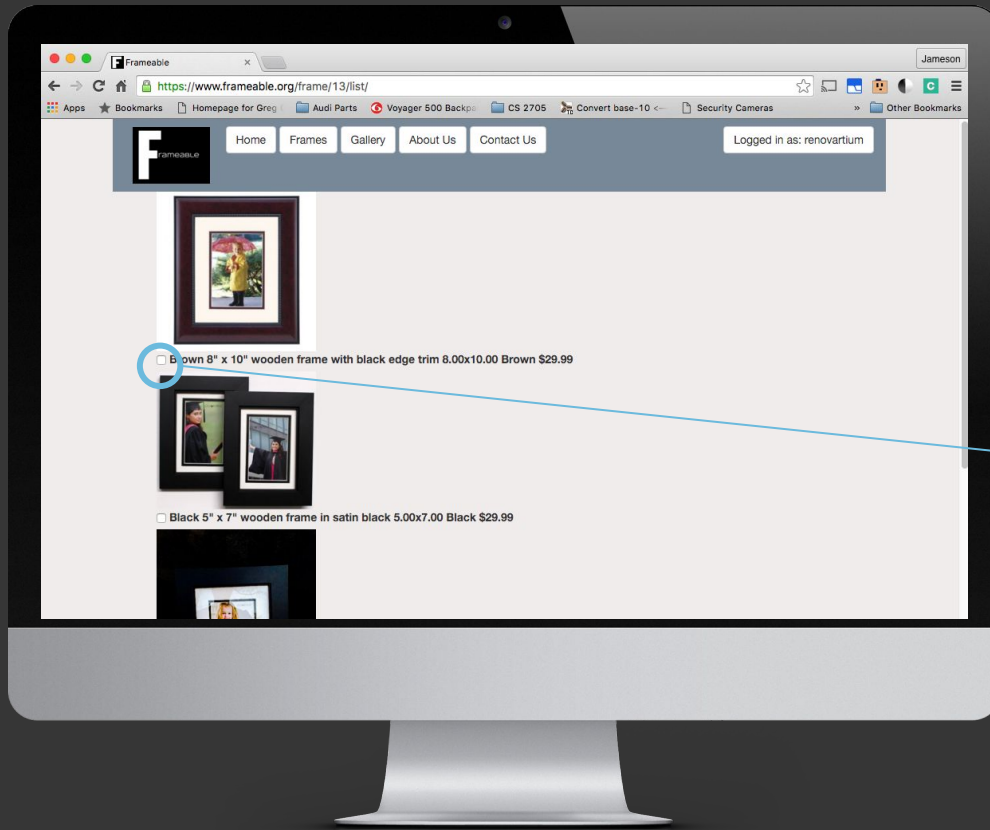 Frameable
Jameson
https://www.frameable.org/frame/13/list/
Apps Bookmarks Homepage for Greg Audi Parts Voyager 500 Backpa CS 2705 Convert base-10 <- Security Cameras » Other Bookmarks
Frameable Home Frames Gallery About Us Contact Us Logged in as: renovartium
Brown 8" x 10" wooden frame with black edge trim 8.00x10.00 Brown $29.99
Black 5" x 7" wooden frame in satin black 5.00x7.00 Black $29.99